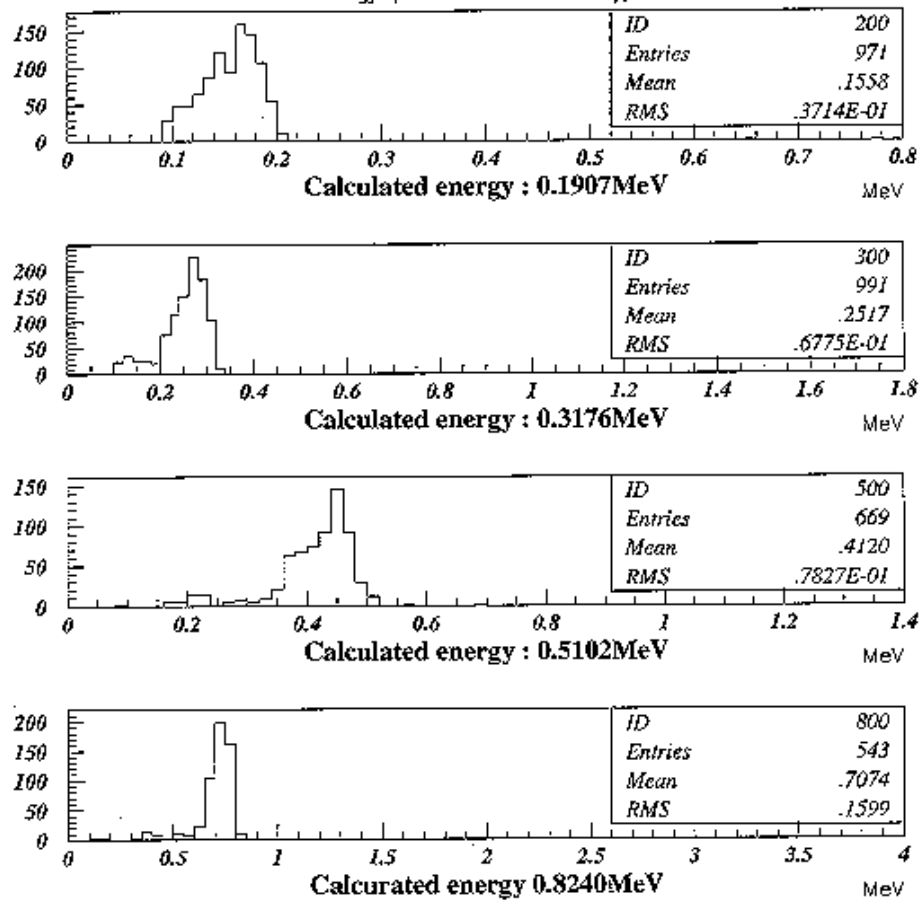 150
100
50
0
ID 200
Entries 971
Mean .1558
RMS .3714E-01
0 0.1 0.2 0.3 0.4 0.5 0.6 0.7 0.8
Calculated energy : 0.1907MeV
MeV
200
150
100
50
0
ID 300
Entries 991
Mean .2517
RMS .6775E-01
0 0.2 0.4 0.6 0.8 1 1.2 1.4 1.6 1.8
Calculated energy : 0.3176MeV
MeV
150
100
50
0
ID 500
Entries 669
Mean .4120
RMS .7827E-01
0 0.2 0.4 0.6 0.8 1 1.2 1.4
Calculated energy : 0.5102MeV
MeV
200
150
100
50
0
ID 800
Entries 543
Mean .7074
RMS .1599
0 0.5 1 1.5 2 2.5 3 3.5 4
Calcurated energy 0.8240MeV
MeV